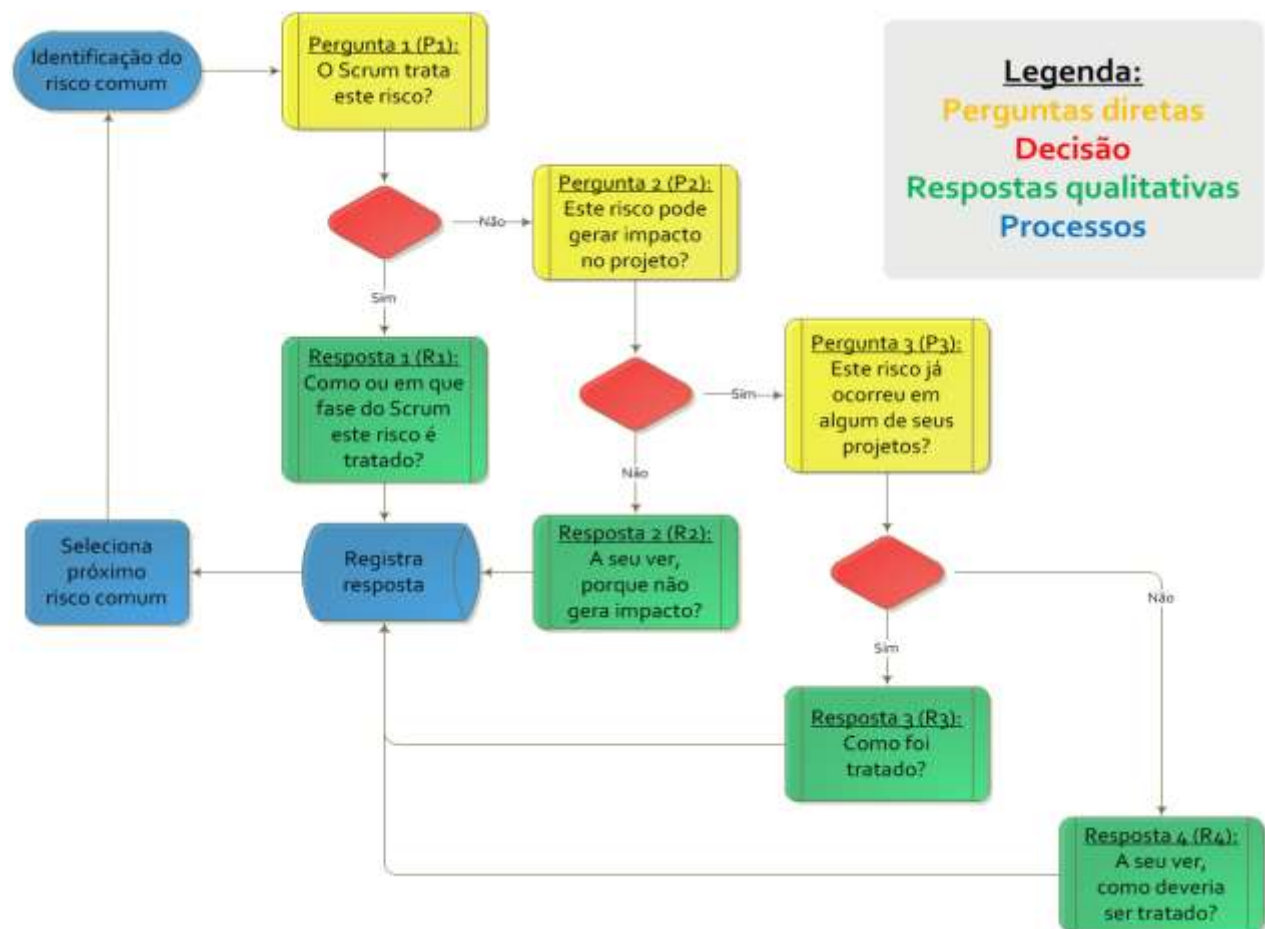 Identificação do
risco comum
Pergunta 1 (P1):
O Scrum trata
este risco?
Legenda:
Perguntas diretas
Decisão
Respostas qualitativas
Processos
Não
Pergunta 2 (P2):
Este risco pode
gerar impacto
no projeto?
Sim
Resposta 1 (R1):
Como ou em que
fase do Scrum
este risco é
tratado?
Sim
Pergunta 3 (P3):
Este risco já
ocorreu em
algum de seus
projetos?
Não
Resposta 2 (R2):
A seu ver,
porque não
gera impacto?
Registra
resposta
Seleciona
próximo
risco comum
Não
Sim
Resposta 3 (R3):
Como foi
tratado?
Resposta 4 (R4):
A seu ver,
como deveria
ser tratado?